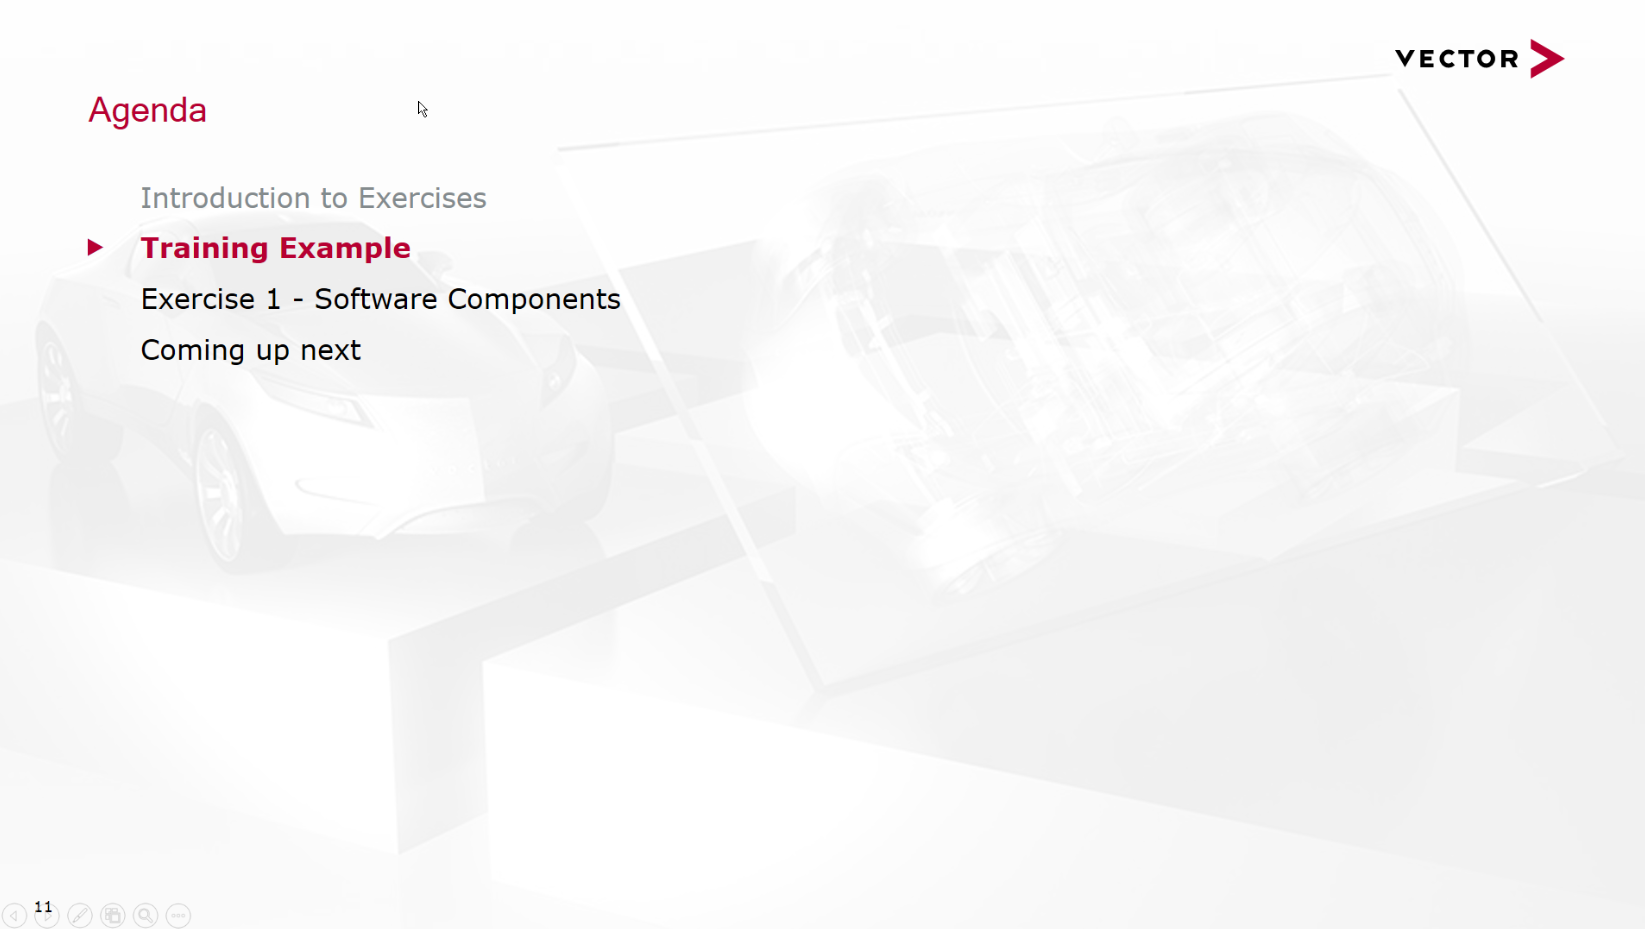 VECTOR
Agenda
Introduction to Exercises
Training Example
Exercise 1 - Software Components
Coming up next
11